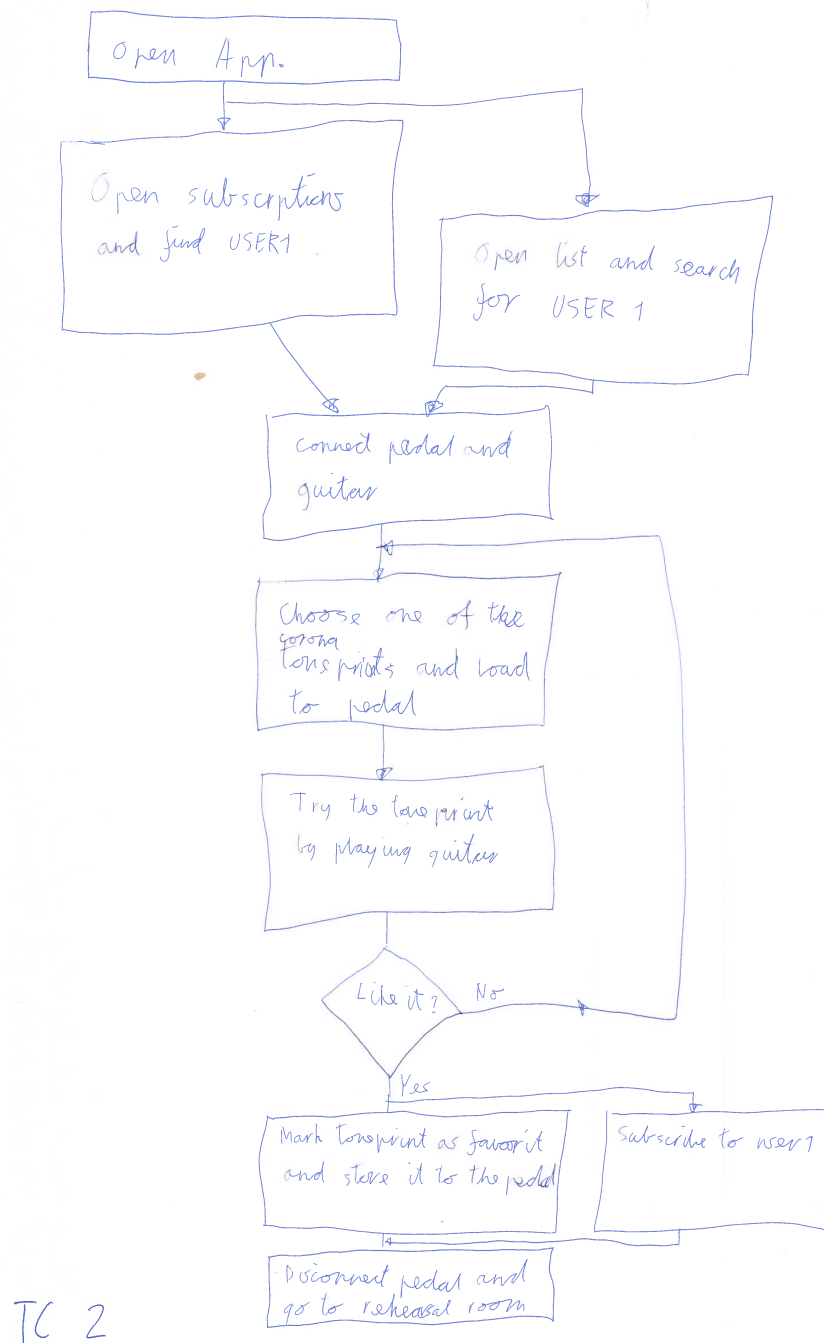 Open App.
Open subscrptions
and find USER1
Open list and search
for USER 1
Connect pedal and
guitar
Choose one of the
corona
toneprints and load
to pedal
Try the toneprint
by playing guitar
Like it?
No
Yes
Mark toneprint as favorit
and store it to the pedal
Subscribe to user1
Disconnect pedal and
go to rehearsal room
TC 2